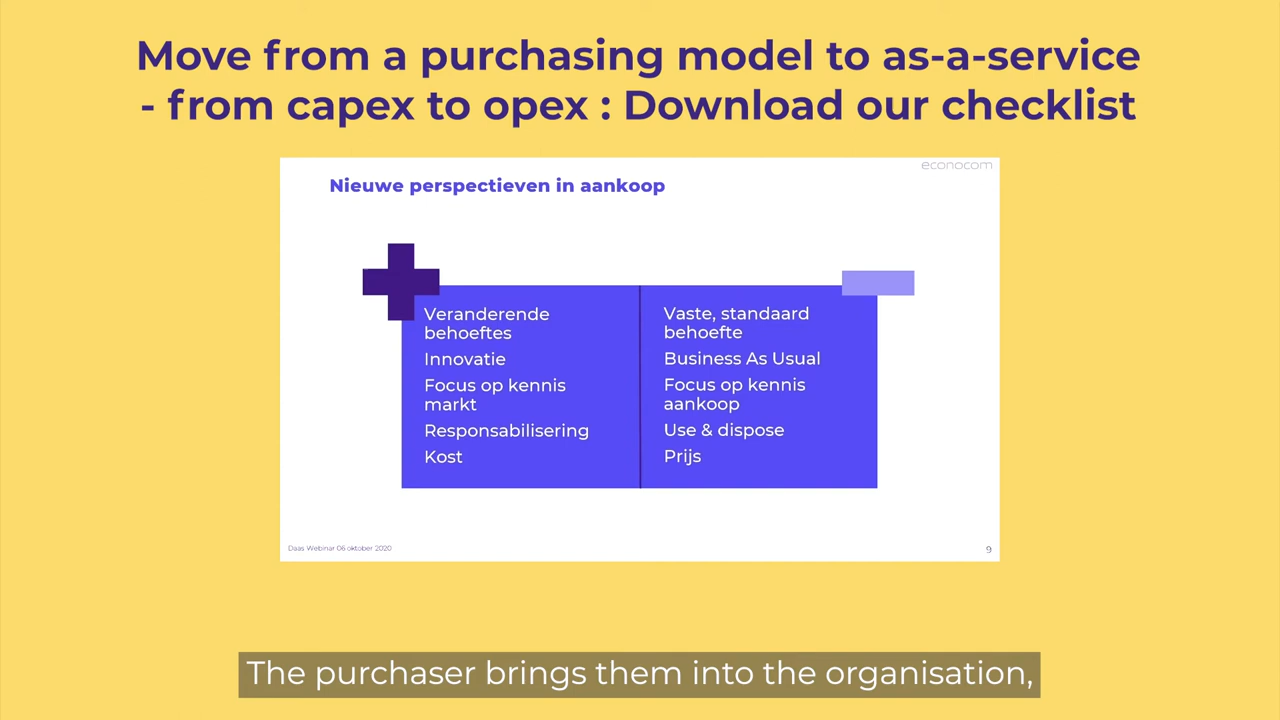 Move from a purchasing model to as-a-service
- from capex to opex : Download our checklist
econocom
Nieuwe perspectieven in aankoop
Veranderende
behoeftes
Innovatie
Focus op kennis
markt
Responsabilisering
Kost
Vaste, standaard
behoefte
Business As Usual
Focus op kennis
aankoop
Use & dispose
Prijs
Daas Webinar 06 oktober 2020
9
The purchaser brings them into the organisation,